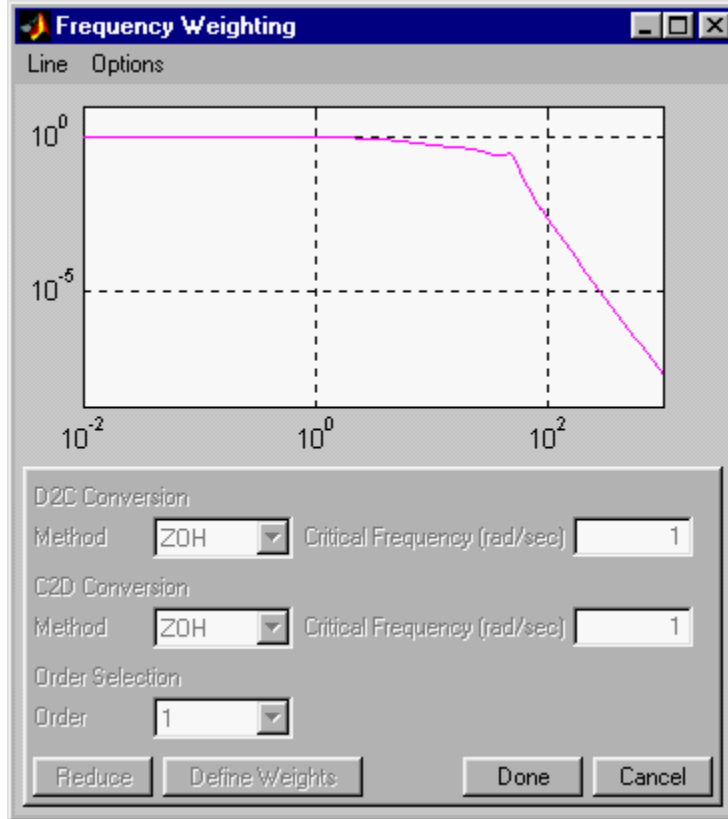 Frequency Weighting
Line Options
10^0
10^-5
10^-2 10^0 10^2
D2C Conversion
Method ZOH Critical Frequency (rad/sec) 1
C2D Conversion
Method ZOH Critical Frequency (rad/sec) 1
Order Selection
Order 1
Reduce Define Weights Done Cancel